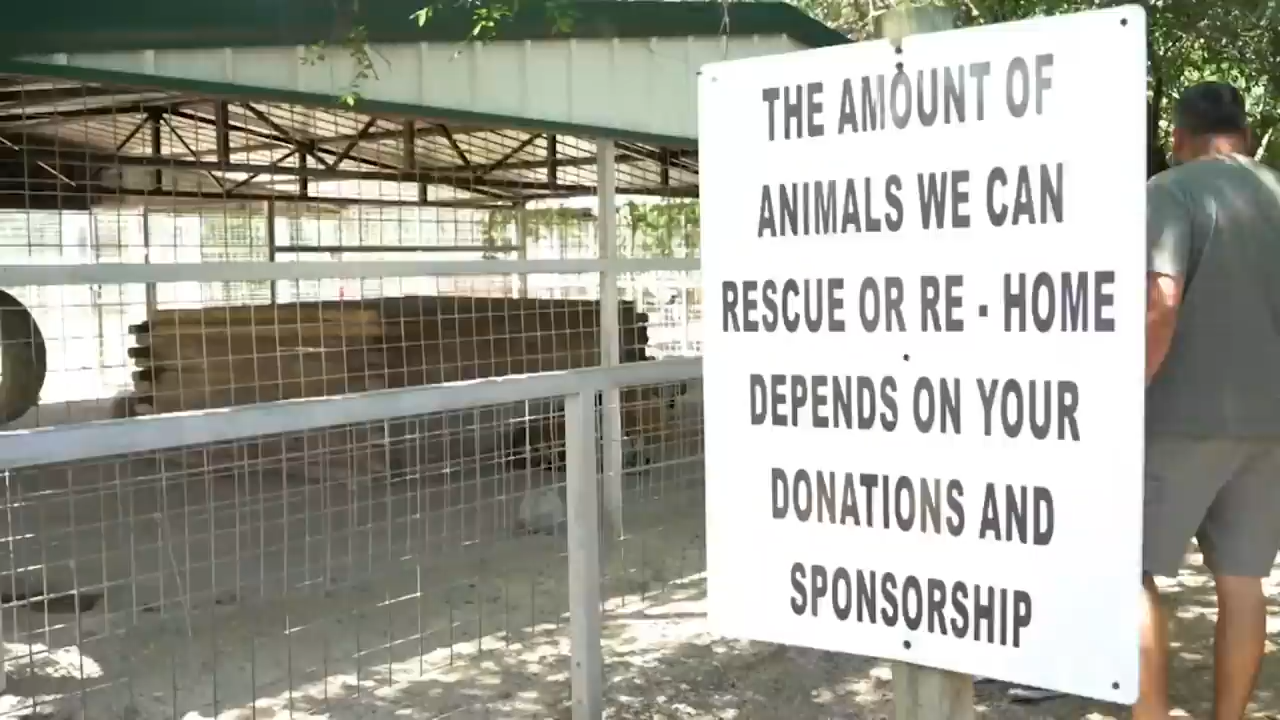 THE AMOUNT OF
ANIMALS WE CAN
RESCUE OR RE - HOME
DEPENDS ON YOUR
DONATIONS AND
SPONSORSHIP